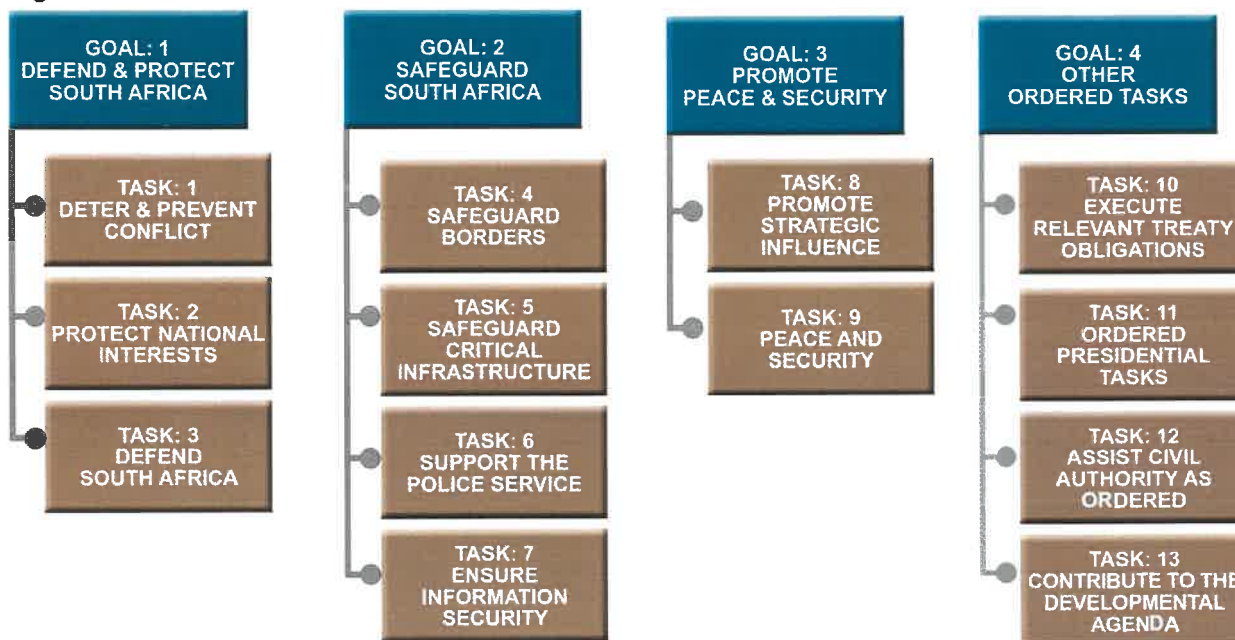 GOAL: 1
DEFEND & PROTECT
SOUTH AFRICA
TASK: 1
DETER & PREVENT
CONFLICT
TASK: 2
PROTECT NATIONAL
INTERESTS
TASK: 3
DEFEND
SOUTH AFRICA
GOAL: 2
SAFEGUARD
SOUTH AFRICA
TASK: 4
SAFEGUARD
BORDERS
TASK: 5
SAFEGUARD
CRITICAL
INFRASTRUCTURE
TASK: 6
SUPPORT THE
POLICE SERVICE
TASK: 7
ENSURE
INFORMATION
SECURITY
GOAL: 3
PROMOTE
PEACE & SECURITY
TASK: 8
PROMOTE
STRATEGIC
INFLUENCE
TASK: 9
PEACE AND
SECURITY
GOAL: 4
OTHER
ORDERED TASKS
TASK: 10
EXECUTE
RELEVANT TREATY
OBLIGATIONS
TASK: 11
ORDERED
PRESIDENTIAL
TASKS
TASK: 12
ASSIST CIVIL
AUTHORITY AS
ORDERED
TASK: 13
CONTRIBUTE TO THE
DEVELOPMENTAL
AGENDA